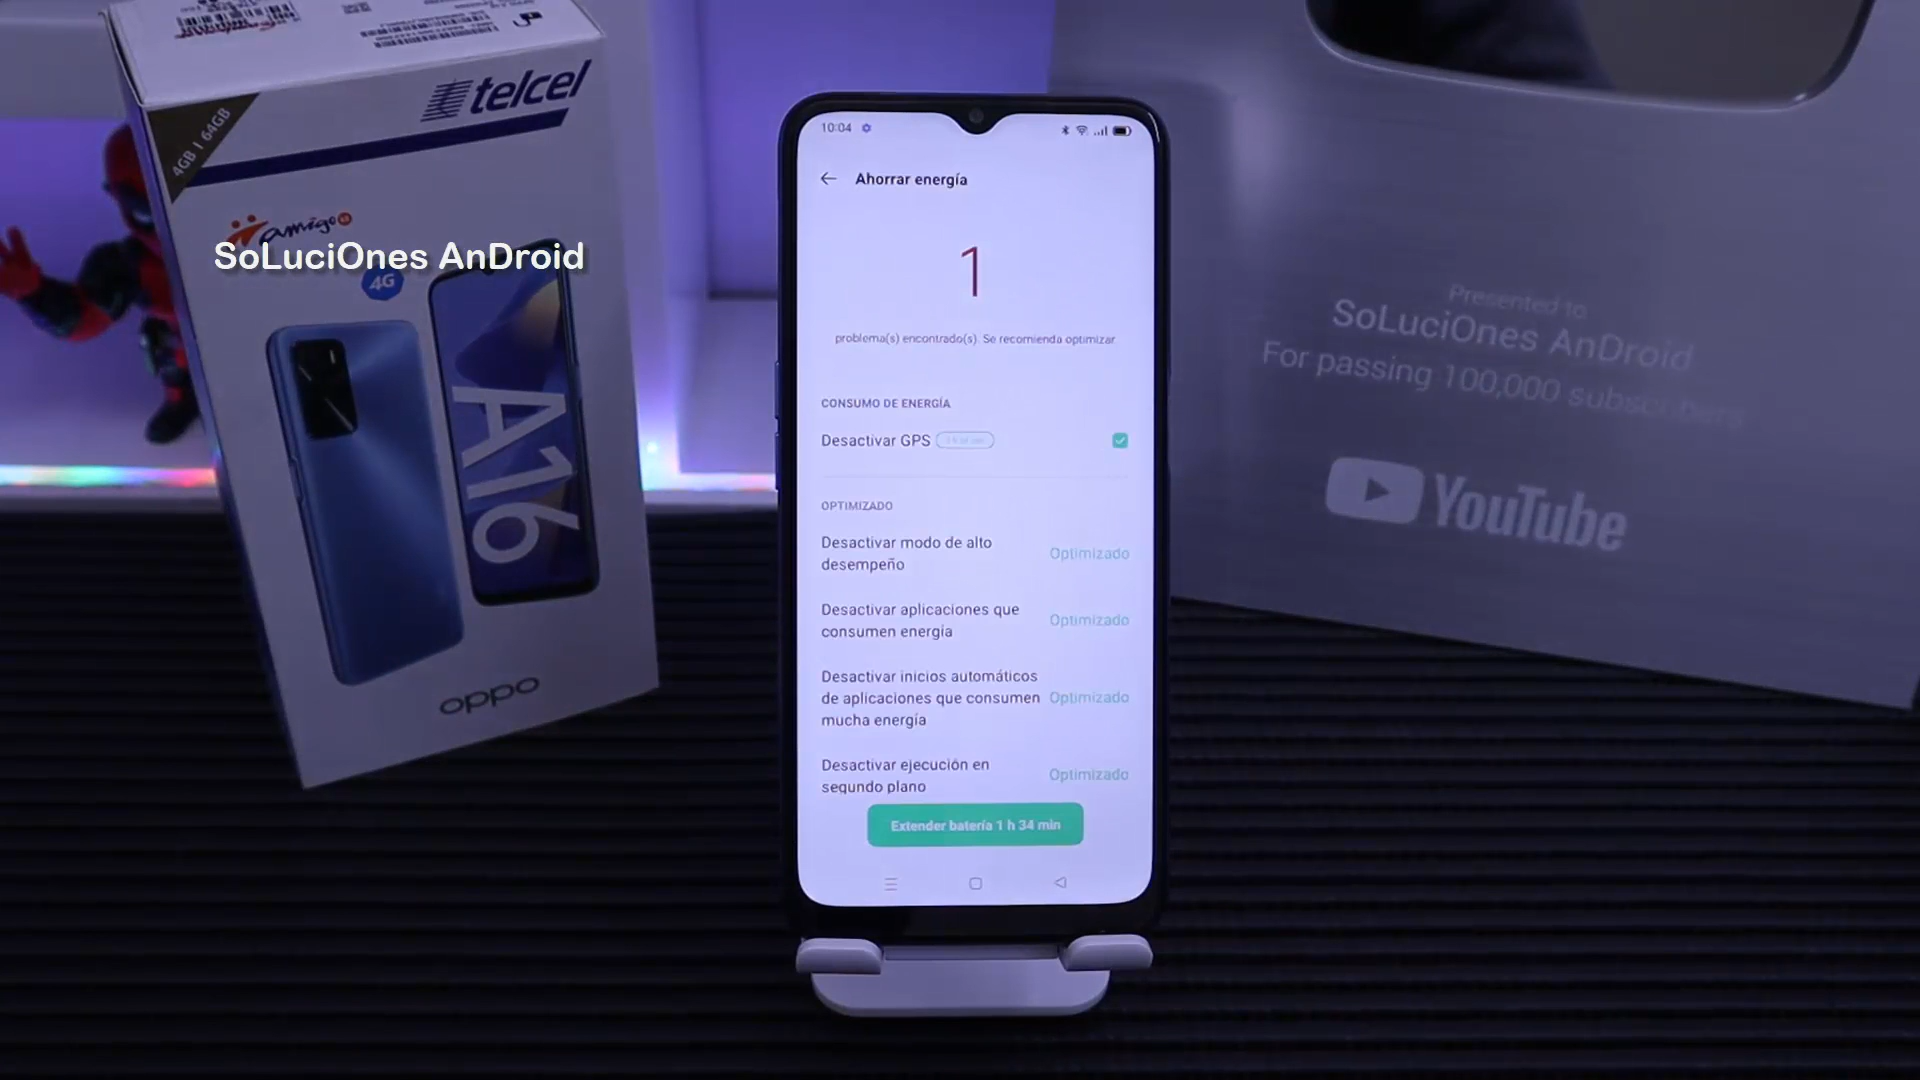 telcel
4GB | 64GB
amigo
SoLuciOnes AnDroid
4G
A16
oppo
10:04
Ahorrar energía
1
problema(s) encontrado(s). Se recomienda optimizar
CONSUMO DE ENERGÍA
Desactivar GPS
OPTIMIZADO
Desactivar modo de alto
desempeño
Optimizado
Desactivar aplicaciones que
consumen energía
Optimizado
Desactivar inicios automáticos
de aplicaciones que consumen
mucha energía
Optimizado
Desactivar ejecución en
segundo plano
Optimizado
Extender batería 1 h 34 min
Presented to
SoLuciOnes AnDroid
For passing 100,000 subscribers
YouTube